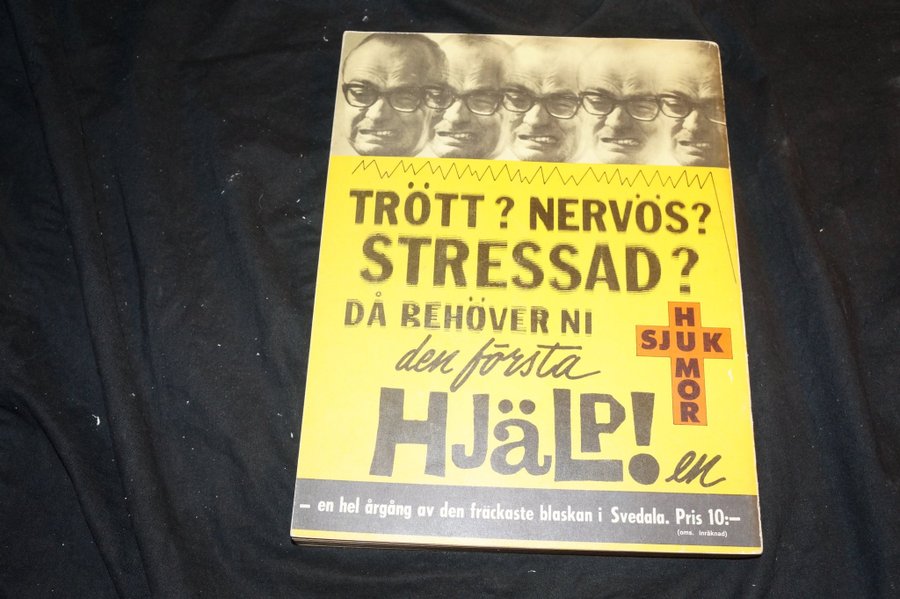 TRÖTT? NERVÖS?
STRESSAD?
DÅ BEHÖVER NI
den första
HJÄLP!en
SJUK
HUMOR
– en hel årgång av den fräckaste blaskan i Svedala. Pris 10:–
(oms. inräknad)